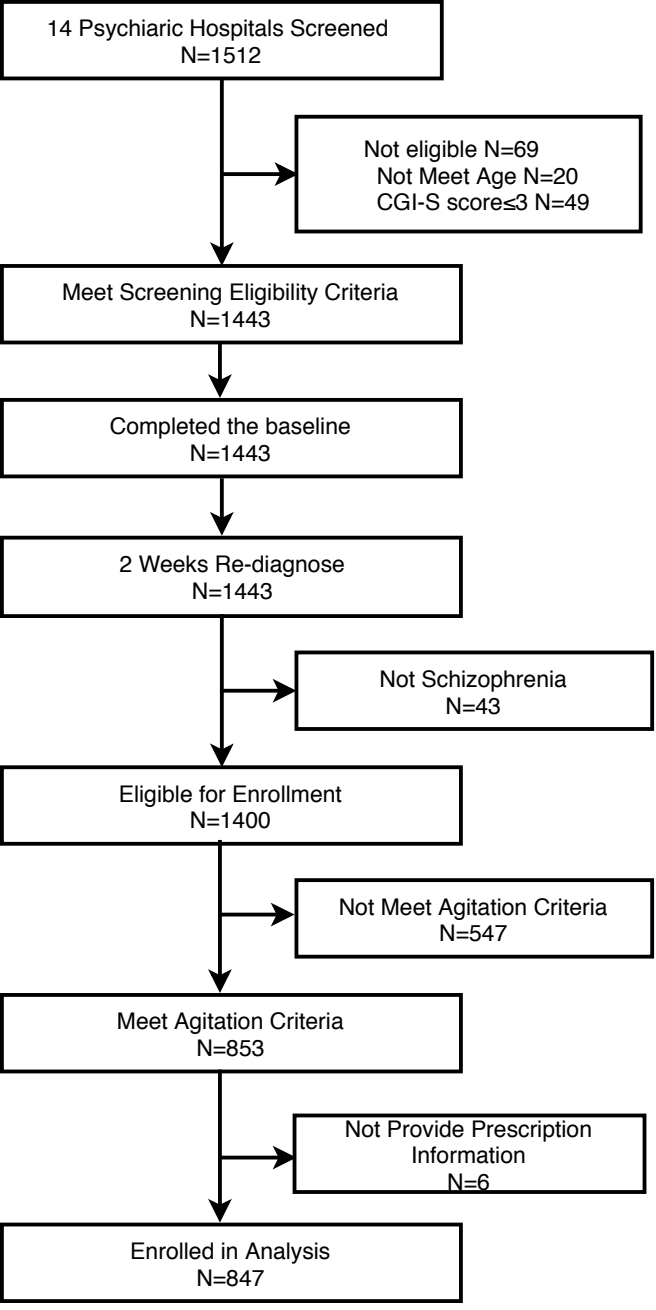 14 Psychiaric Hospitals Screened
N=1512
Not eligible N=69
Not Meet Age N=20
CGI-S score≤3 N=49
Meet Screening Eligibility Criteria
N=1443
Completed the baseline
N=1443
2 Weeks Re-diagnose
N=1443
Not Schizophrenia
N=43
Eligible for Enrollment
N=1400
Not Meet Agitation Criteria
N=547
Meet Agitation Criteria
N=853
Not Provide Prescription
Information
N=6
Enrolled in Analysis
N=847